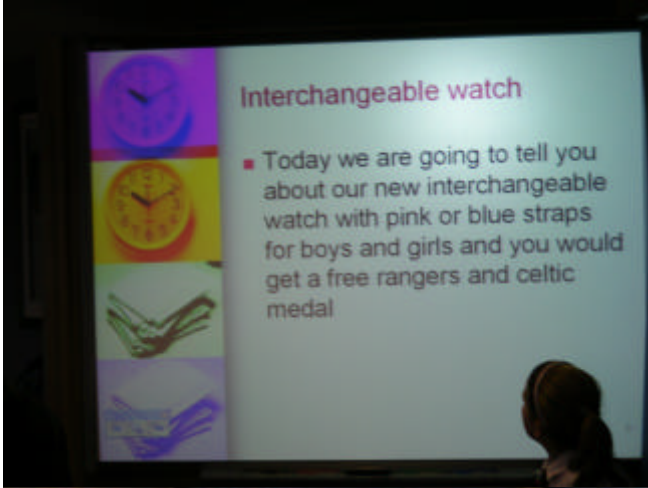 Interchangeable watch
Today we are going to tell you
about our new interchangeable
watch with pink or blue straps
for boys and girls and you would
get a free rangers and celtic
medal